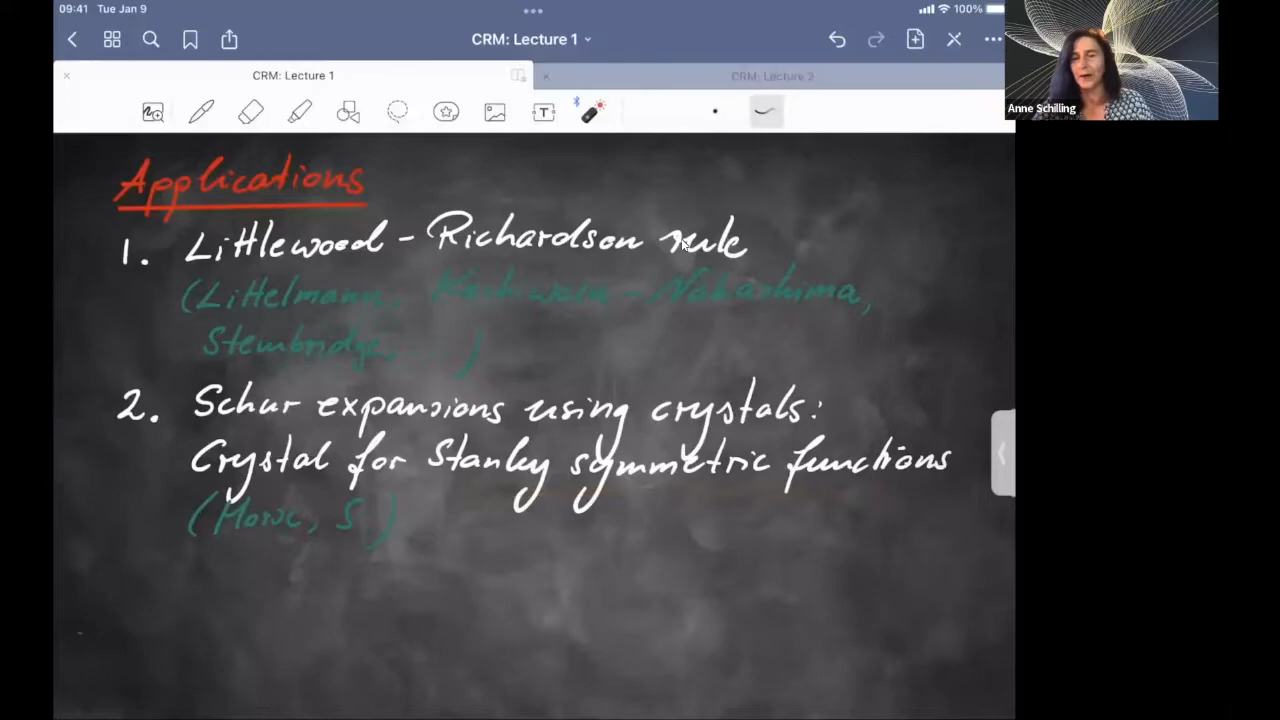 09:41 Tue Jan 9
100%
CRM: Lecture 1
CRM: Lecture 1
CRM: Lecture 2
T
Anne Schilling
Applications
1. Littlewood - Richardson rule
(Littelmann, Kashiwara - Nakashima,
Stembridge, ...)
2. Schur expansions using crystals:
Crystal for Stanley symmetric functions
(Morse, S.)